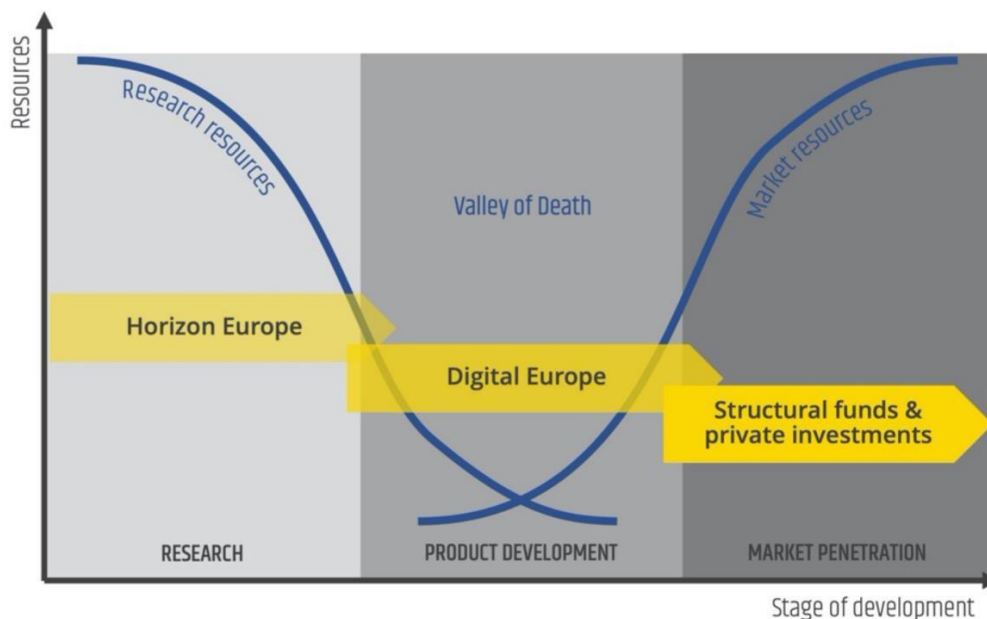 Resources
Research resources
Valley of Death
Market resources
Horizon Europe
Digital Europe
Structural funds &
private investments
RESEARCH
PRODUCT DEVELOPMENT
MARKET PENETRATION
Stage of development